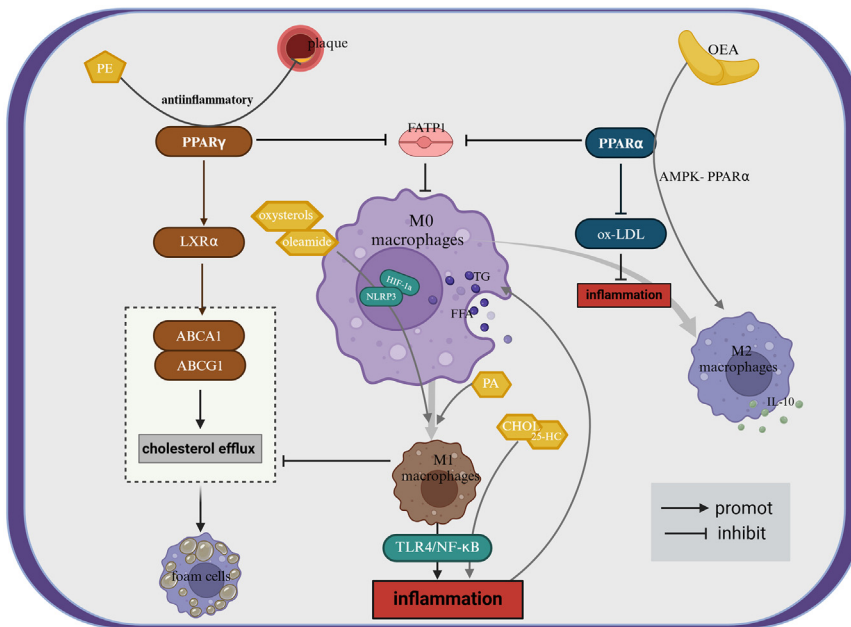 plaque
PE
OEA
antiinflammatory
PPARγ
FATP1
PPARα
AMPK- PPARα
oxysterols
oleamide
M0
macrophages
LXRα
ox-LDL
HIF-1a
NLRP3
TG
FFA
inflammation
ABCA1
ABCG1
M2
macrophages
IL-10
PA
CHOL
25-HC
cholesterol efflux
M1
macrophages
TLR4/NF-κB
promot
inhibit
foam cells
inflammation